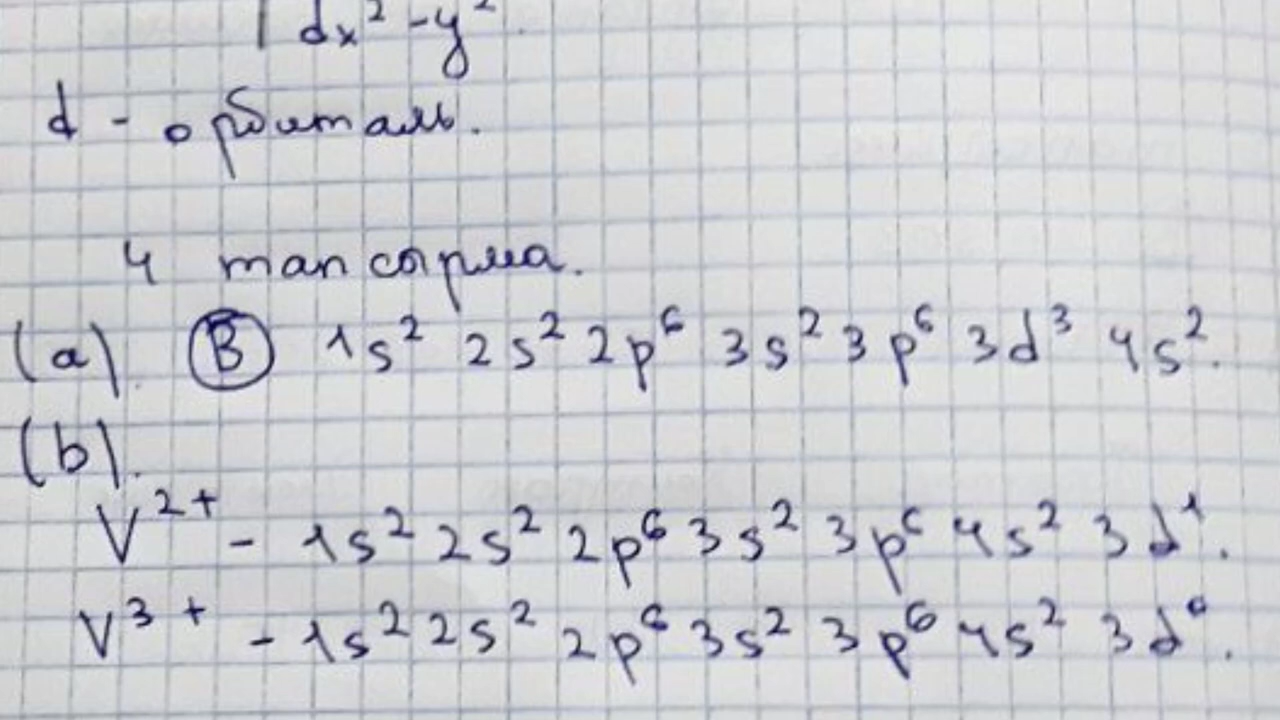 dx² - y²
d - орбиталь.
4 тапсырма.
(a). B 1s² 2s² 2p⁶ 3s² 3p⁶ 3d³ 4s².
(b).
V²⁺ - 1s² 2s² 2p⁶ 3s² 3p⁶ 4s² 3d¹.
V³⁺ - 1s² 2s² 2p⁶ 3s² 3p⁶ 4s² 3d⁰.